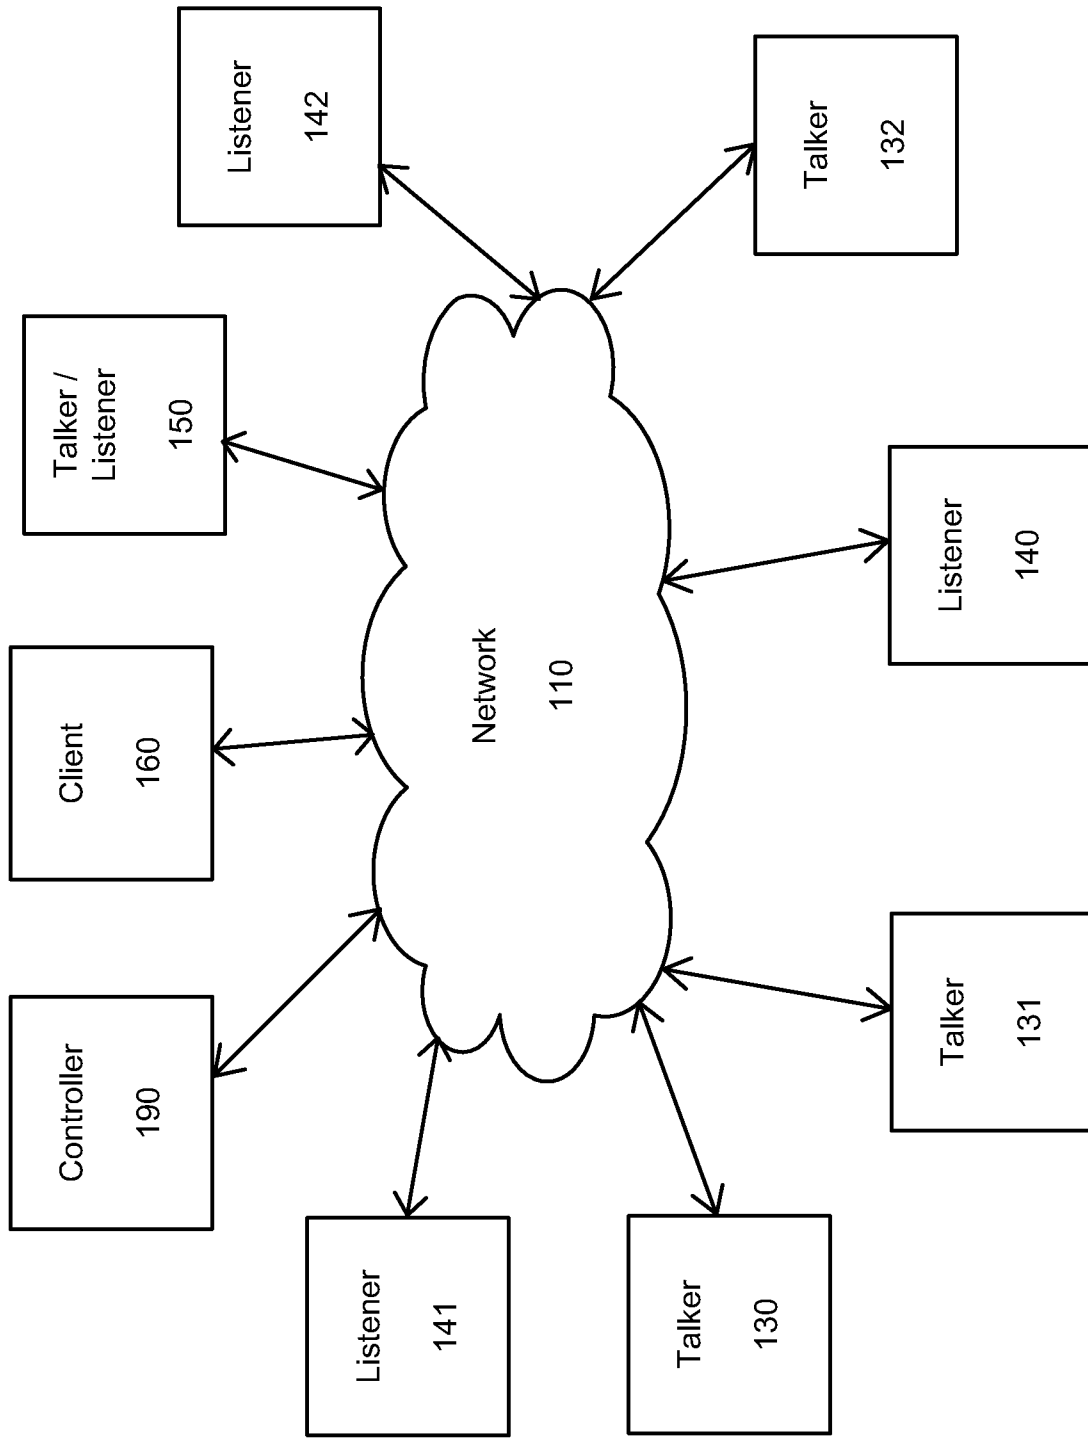 Controller
190
Client
160
Talker /
Listener
150
Listener
142
Listener
141
Network
110
Talker
130
Talker
132
Talker
131
Listener
140